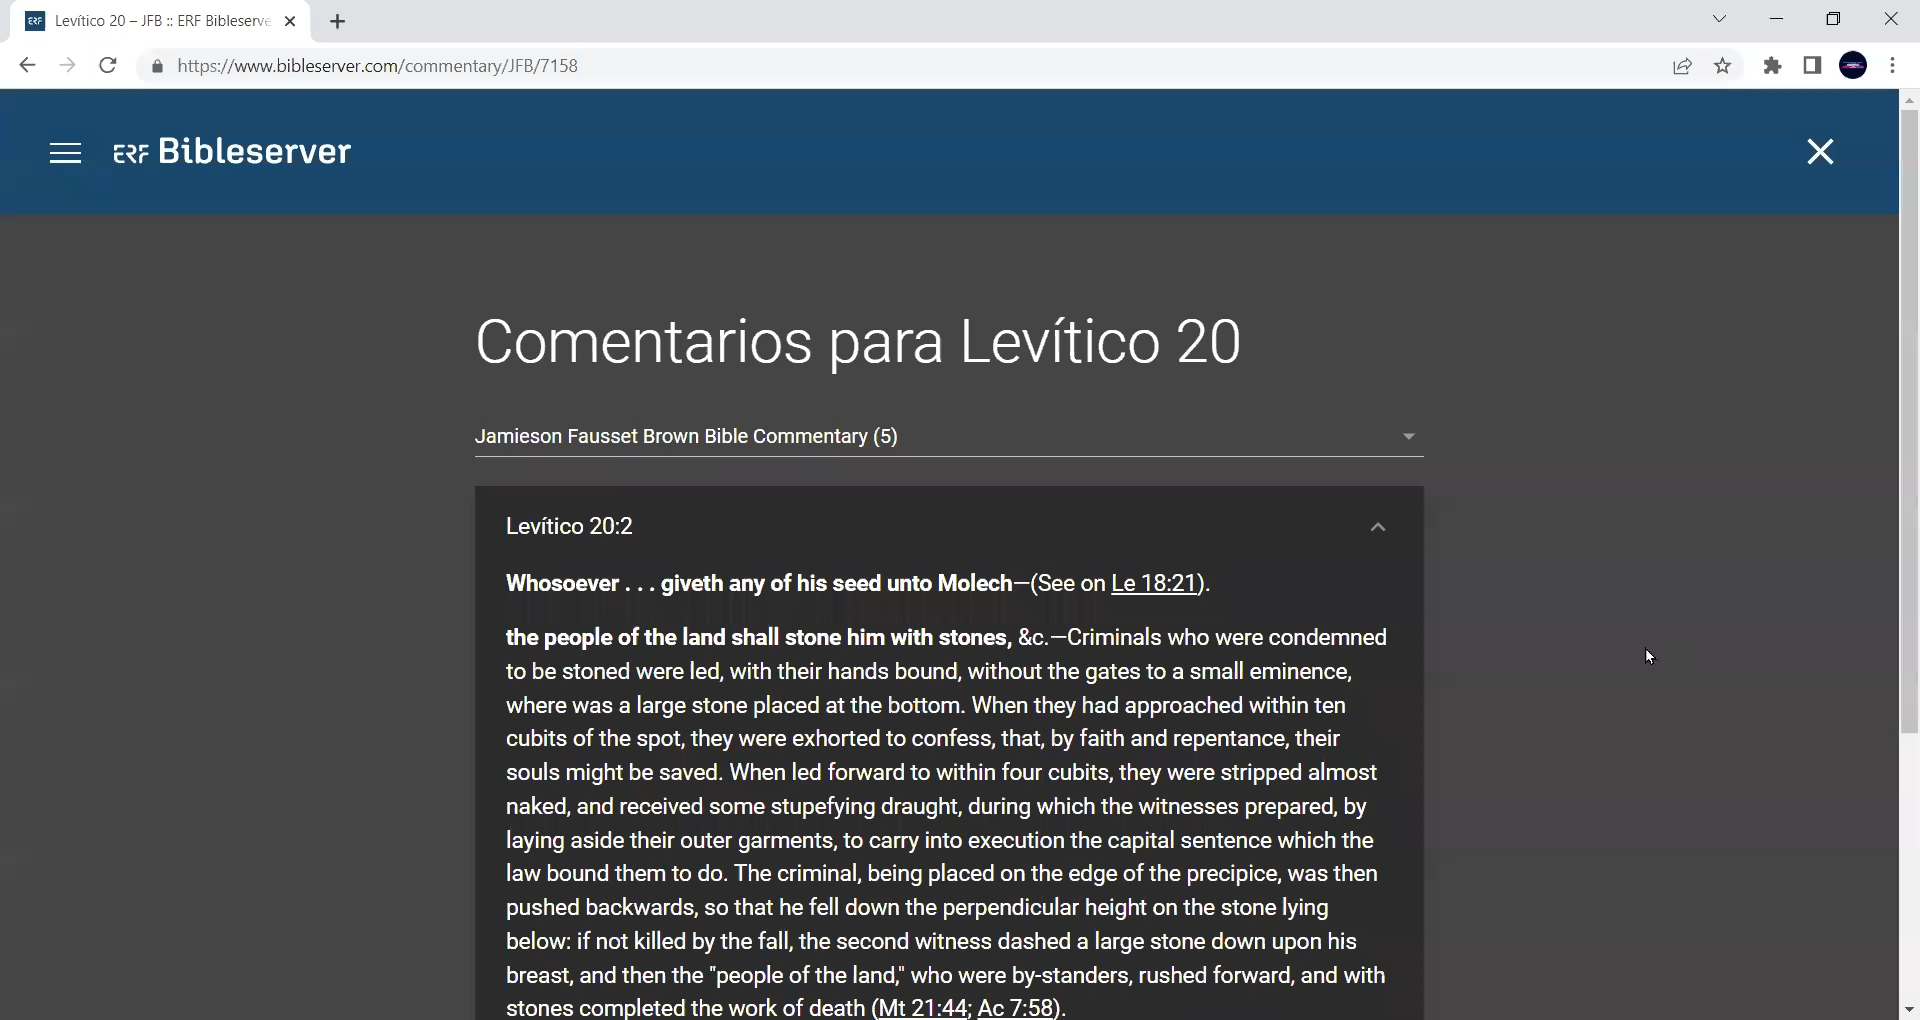 Levítico 20 – JFB :: ERF Bibleserve
https://www.bibleserver.com/commentary/JFB/7158
ERF Bibleserver
Comentarios para Levítico 20
Jamieson Fausset Brown Bible Commentary (5)
Levítico 20:2
Whosoever . . . giveth any of his seed unto Molech—(See on Le 18:21).
the people of the land shall stone him with stones, &c.—Criminals who were condemned
to be stoned were led, with their hands bound, without the gates to a small eminence,
where was a large stone placed at the bottom. When they had approached within ten
cubits of the spot, they were exhorted to confess, that, by faith and repentance, their
souls might be saved. When led forward to within four cubits, they were stripped almost
naked, and received some stupefying draught, during which the witnesses prepared, by
laying aside their outer garments, to carry into execution the capital sentence which the
law bound them to do. The criminal, being placed on the edge of the precipice, was then
pushed backwards, so that he fell down the perpendicular height on the stone lying
below: if not killed by the fall, the second witness dashed a large stone down upon his
breast, and then the "people of the land," who were by-standers, rushed forward, and with
stones completed the work of death (Mt 21:44; Ac 7:58).